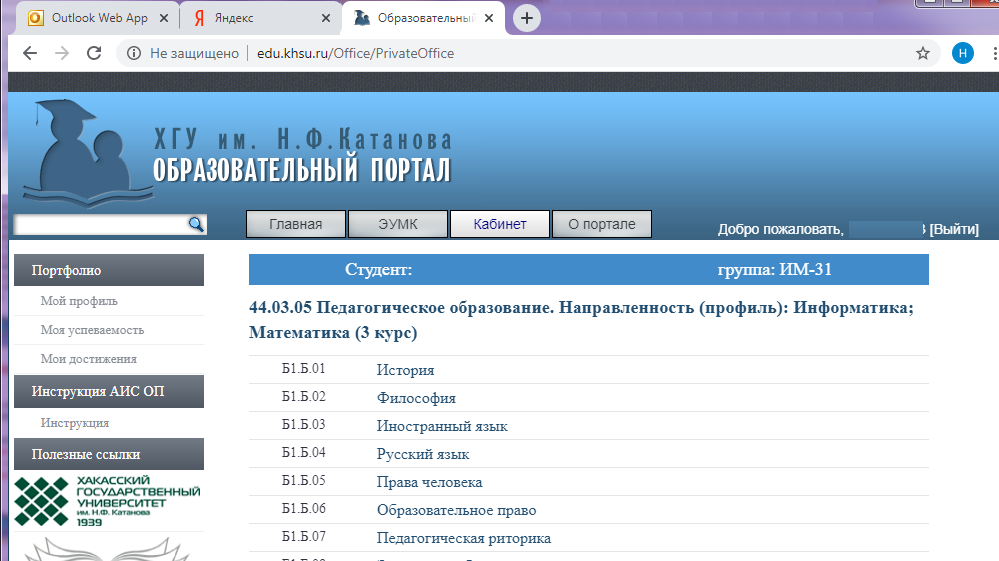 Outlook Web App
Яндекс
Образовательный
Не защищено
edu.khsu.ru/Office/PrivateOffice
Н
ХГУ им. Н.Ф.Катанова
ОБРАЗОВАТЕЛЬНЫЙ ПОРТАЛ
Главная
ЭУМК
Кабинет
О портале
Добро пожаловать,
[Выйти]
Портфолио
Мой профиль
Моя успеваемость
Мои достижения
Инструкция АИС ОП
Инструкция
Полезные ссылки
ХАКАССКИЙ
ГОСУДАРСТВЕННЫЙ
УНИВЕРСИТЕТ
им. Н.Ф. Катанова
1939
Студент:
группа: ИМ-31
44.03.05 Педагогическое образование. Направленность (профиль): Информатика;
Математика (3 курс)
Б1.Б.01 История
Б1.Б.02 Философия
Б1.Б.03 Иностранный язык
Б1.Б.04 Русский язык
Б1.Б.05 Права человека
Б1.Б.06 Образовательное право
Б1.Б.07 Педагогическая риторика